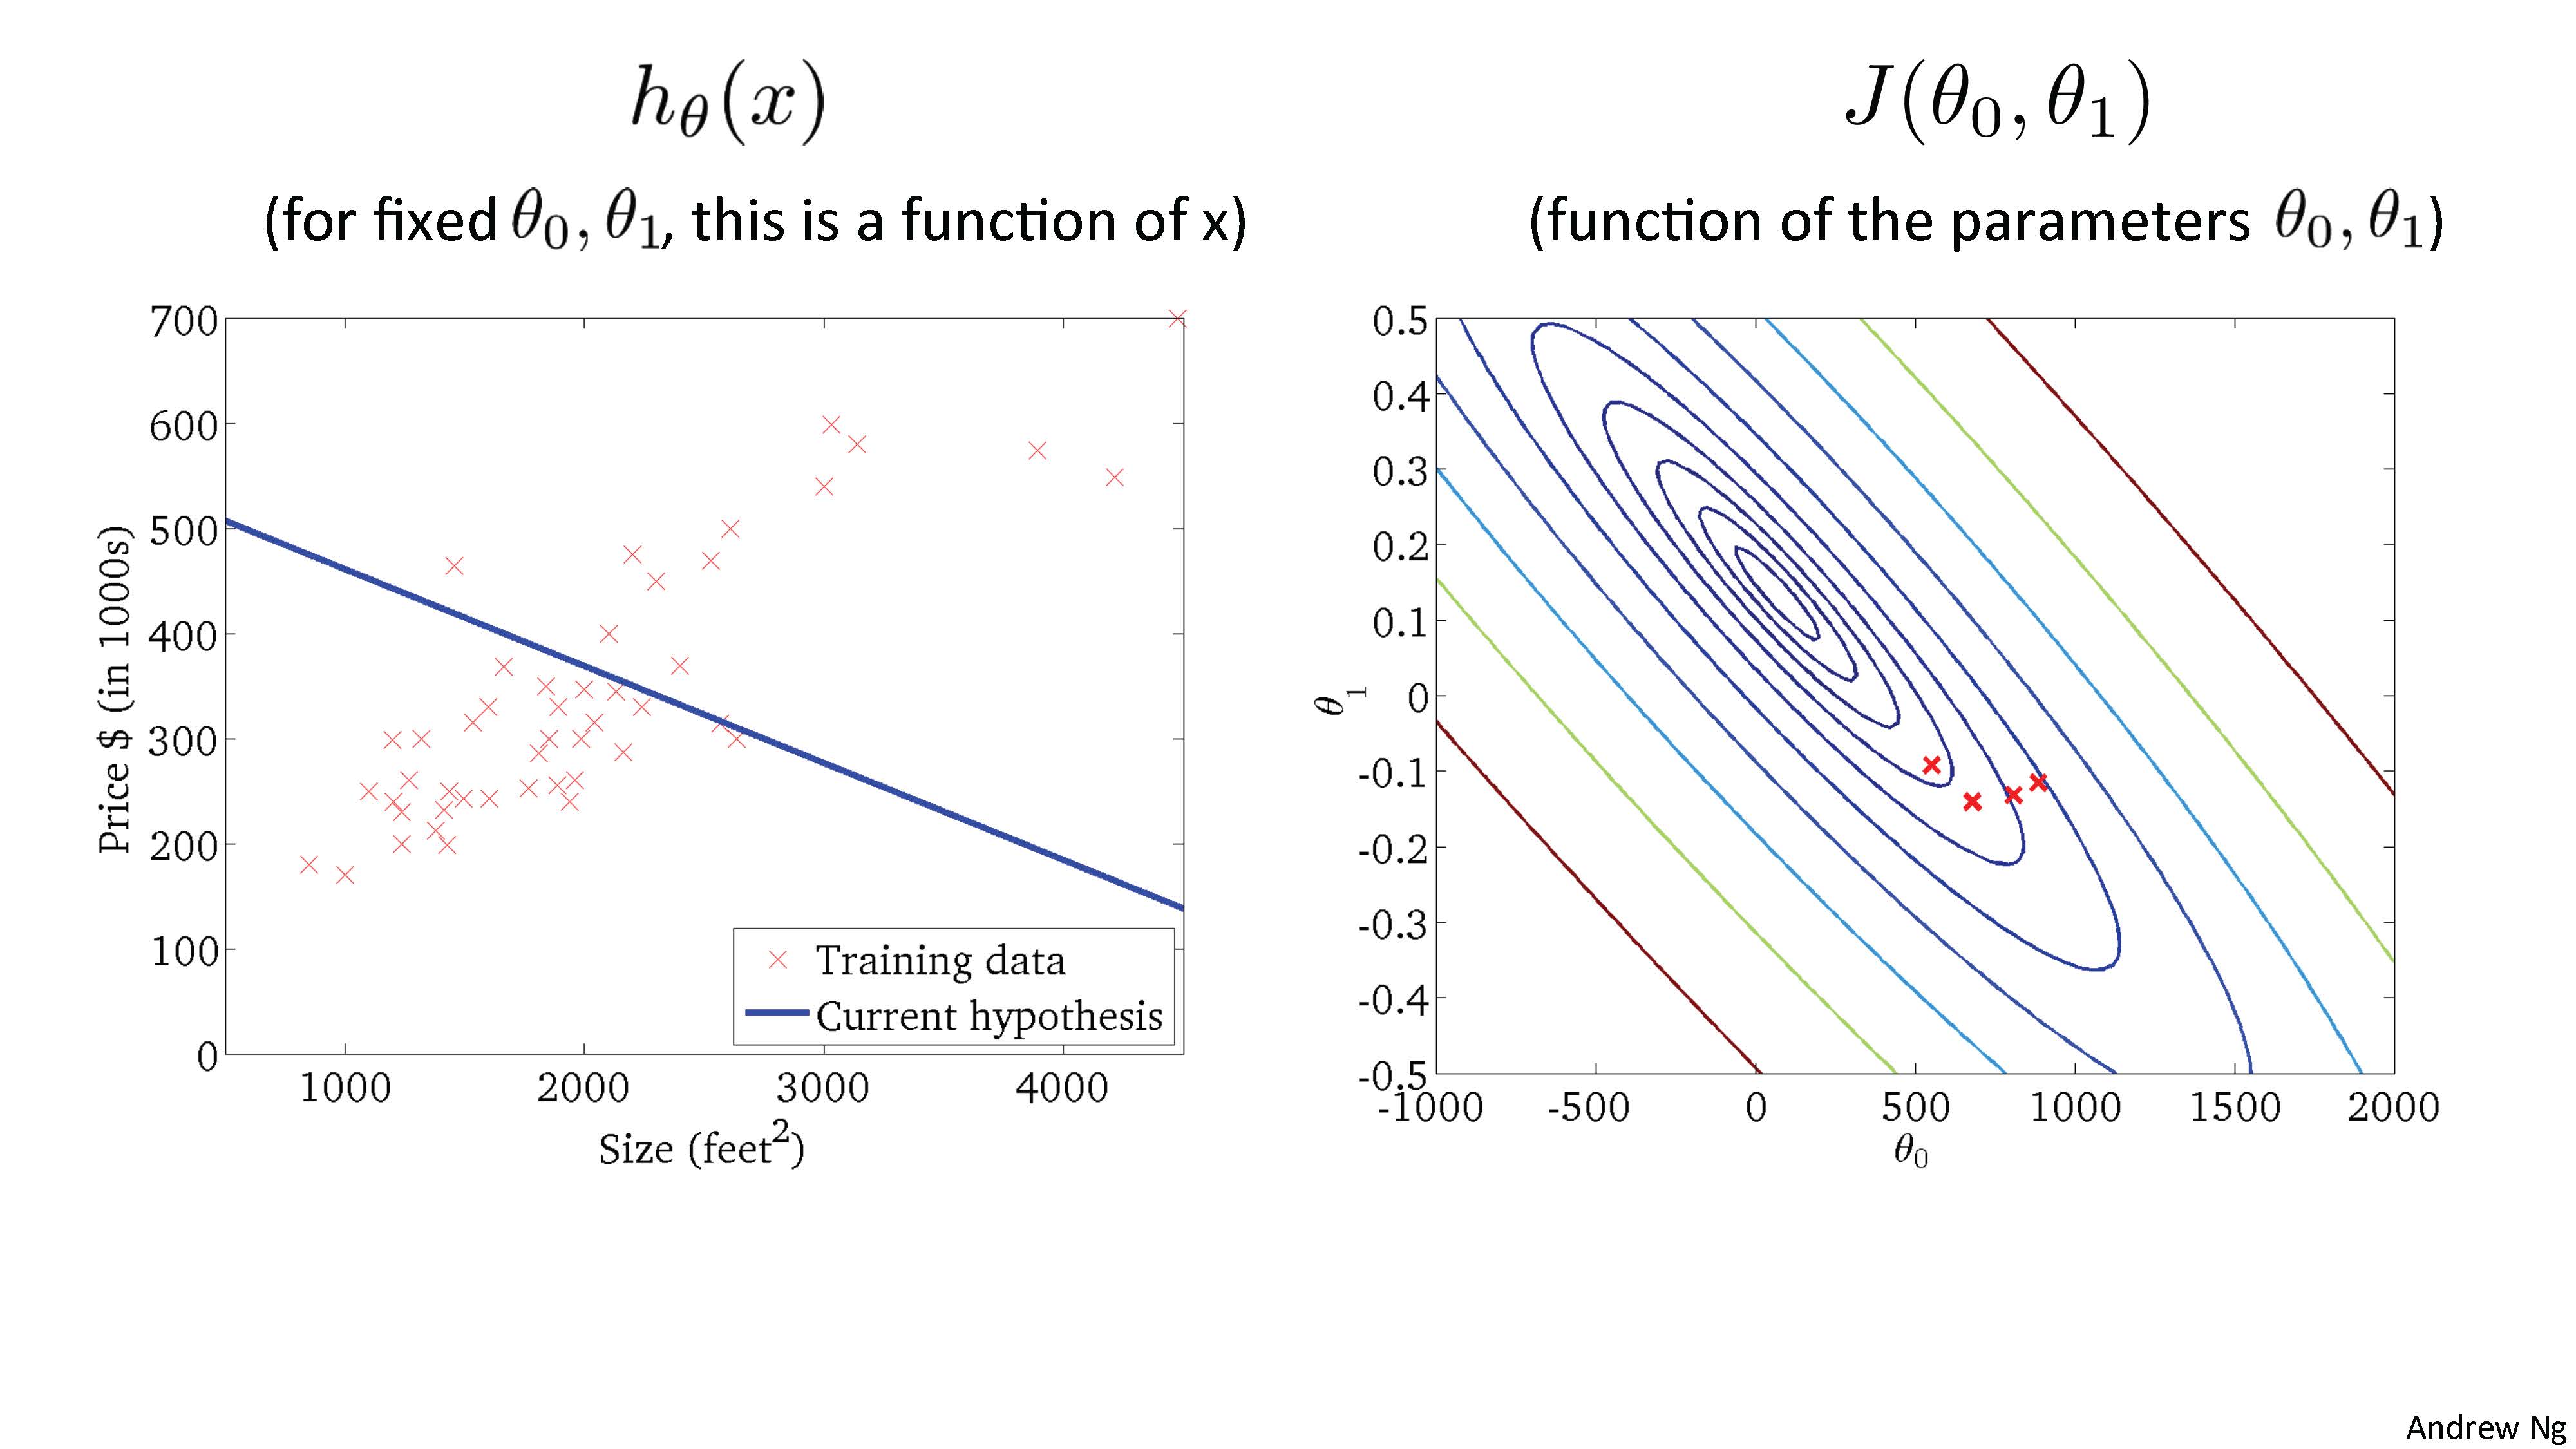 h_θ(x)
(for fixed θ₀, θ₁, this is a function of x)
700
600
500
400
300
200
100
0
Price $ (in 1000s)
Training data
Current hypothesis
1000 2000 3000 4000
Size (feet²)
J(θ₀, θ₁)
(function of the parameters θ₀, θ₁)
0.5
0.4
0.3
0.2
0.1
0
-0.1
-0.2
-0.3
-0.4
-0.5
θ₁
-1000 -500 0 500 1000 1500 2000
θ₀
Andrew Ng